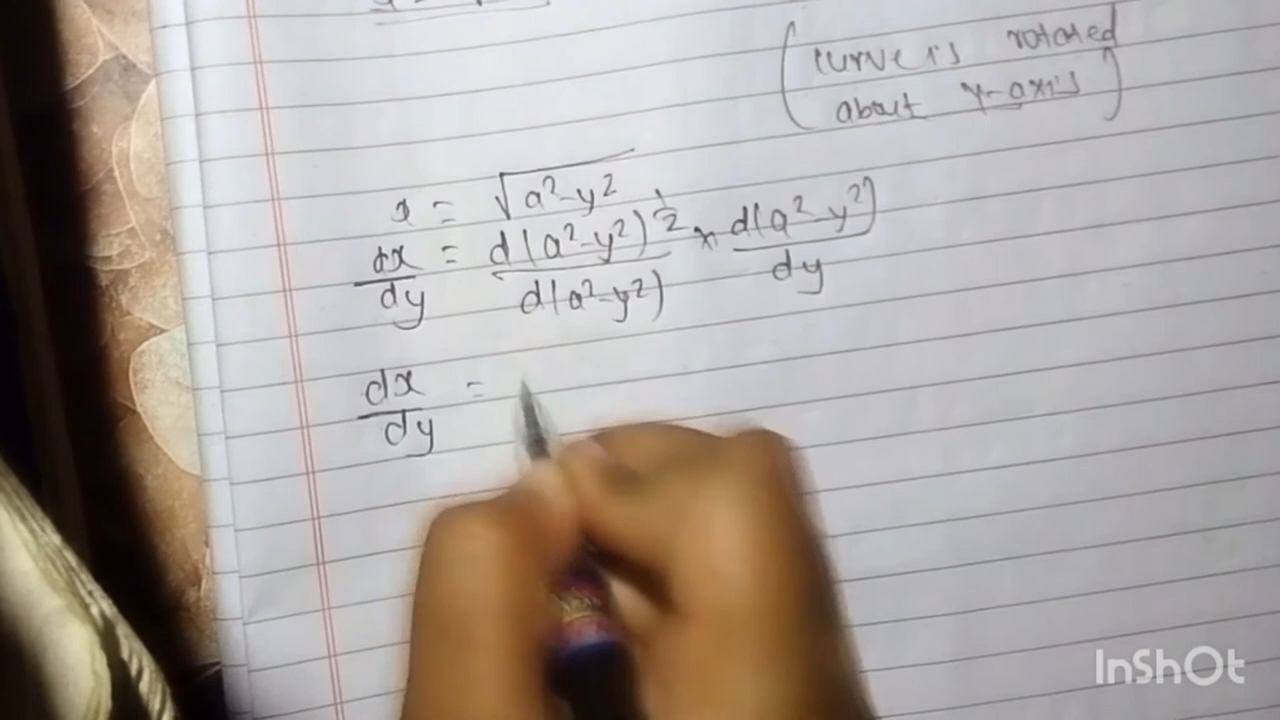 (curve is rotated
about y-axis)
x = √a²-y²
dx/dy = d(a²-y²)^1/2 / d(a²-y²) × d(a²-y²)/dy
dx/dy =
InShOt